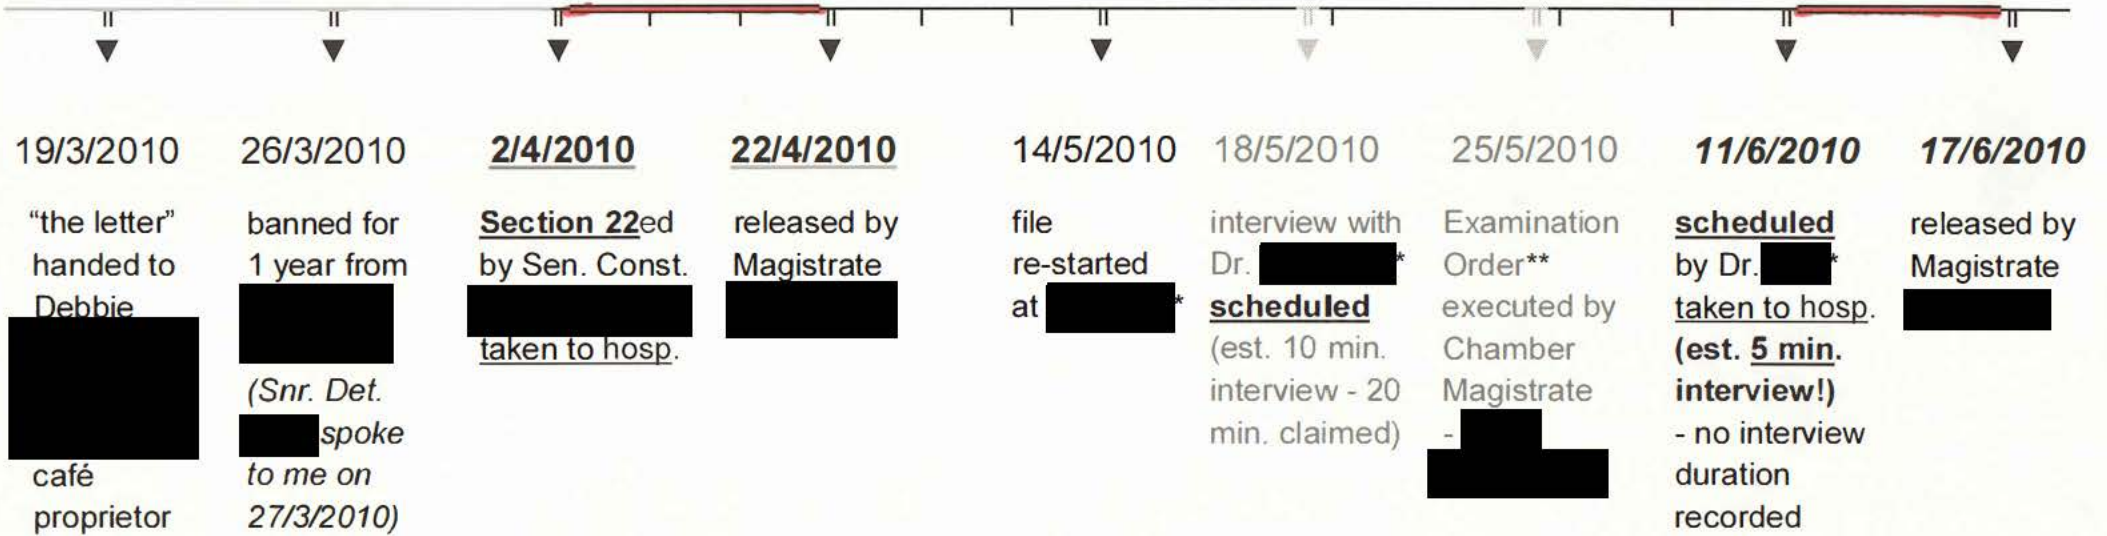 19/3/2010
"the letter"
handed to
Debbie
café
proprietor
26/3/2010
banned for
1 year from
(Snr. Det.
spoke
to me on
27/3/2010)
2/4/2010
Section 22ed
by Sen. Const.
taken to hosp.
22/4/2010
released by
Magistrate
14/5/2010
file
re-started
at *
18/5/2010
interview with
Dr. *
scheduled
(est. 10 min.
interview - 20
min. claimed)
25/5/2010
Examination
Order**
executed by
Chamber
Magistrate
-
11/6/2010
scheduled
by Dr. *
taken to hosp.
(est. 5 min.
interview!)
- no interview
duration
recorded
17/6/2010
released by
Magistrate